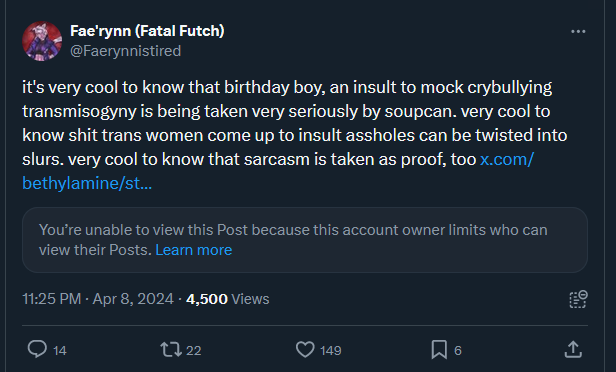 Fae'rynn (Fatal Futch)
@Faerynnistired
it's very cool to know that birthday boy, an insult to mock crybullying
transmisogyny is being taken very seriously by soupcan. very cool to
know shit trans women come up to insult assholes can be twisted into
slurs. very cool to know that sarcasm is taken as proof, too x.com/
bethylamine/st...
You're unable to view this Post because this account owner limits who can
view their Posts. Learn more
11:25 PM · Apr 8, 2024 · 4,500 Views
14 22 149 6